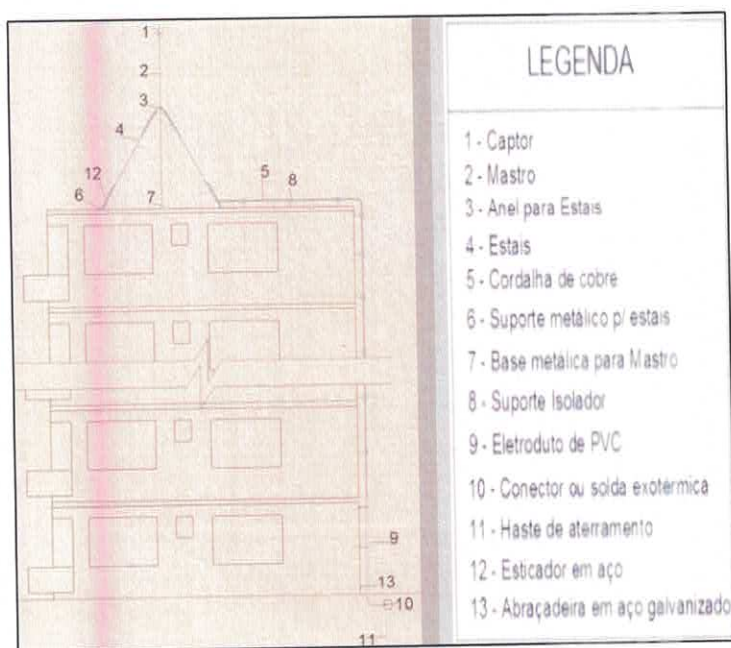 1
2
3
4
12
5
8
6
7
9
13
10
11
LEGENDA
1 - Captor
2 - Mastro
3 - Anel para Estais
4 - Estais
5 - Cordalha de cobre
6 - Suporte metálico p/ estais
7 - Base metálica para Mastro
8 - Suporte Isolador
9 - Eletroduto de PVC
10 - Conector ou solda exotérmica
11 - Haste de aterramento
12 - Esticador em aço
13 - Abraçadeira em aço galvanizado